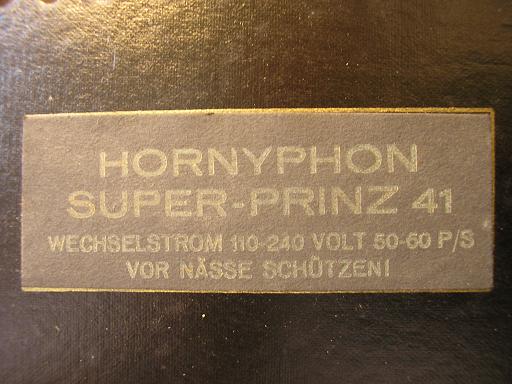 HORNYPHON
SUPER-PRINZ 41
WECHSELSTROM 110-240 VOLT 50-60 P/S
VOR NÄSSE SCHÜTZEN!